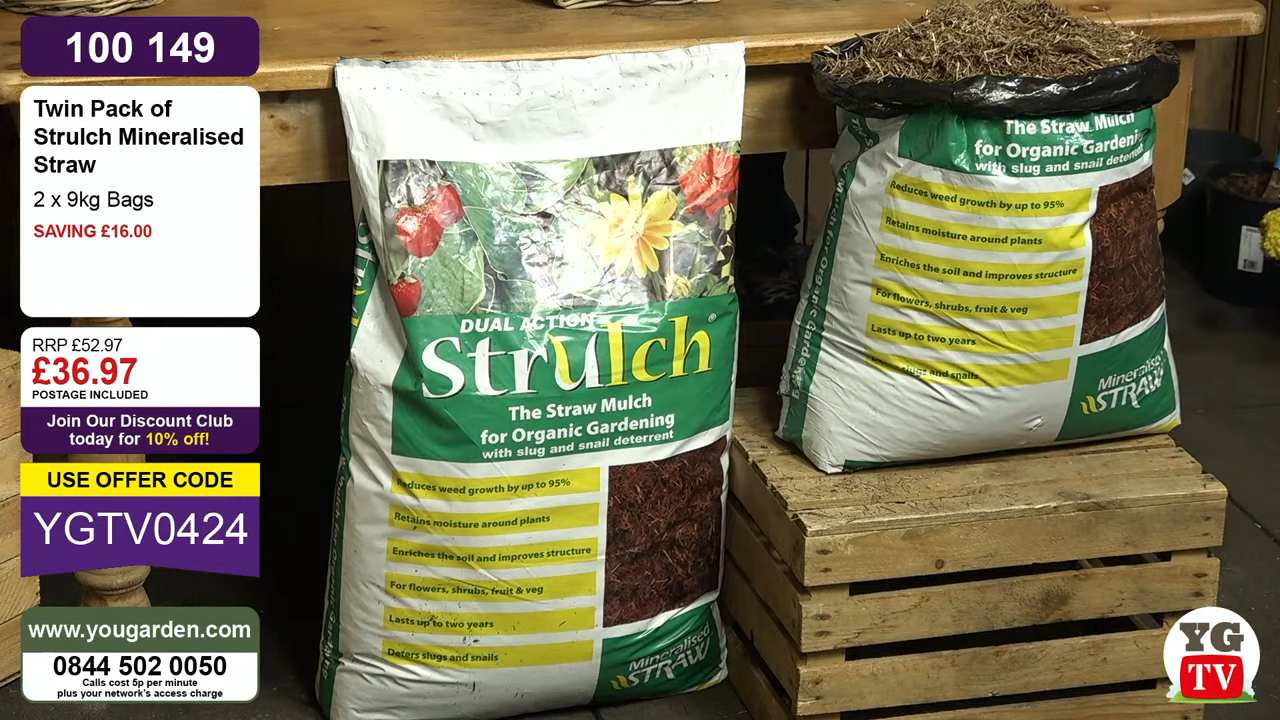 100 149
Twin Pack of
Strulch Mineralised
Straw
2 x 9kg Bags
SAVING £16.00
RRP £52.97
£36.97
POSTAGE INCLUDED
Join Our Discount Club
today for 10% off!
USE OFFER CODE
YGTV0424
www.yougarden.com
0844 502 0050
Calls cost 5p per minute
plus your network's access charge
DUAL ACTION
Strulch®
The Straw Mulch
for Organic Gardening
with slug and snail deterrent
Reduces weed growth by up to 95%
Retains moisture around plants
Enriches the soil and improves structure
For flowers, shrubs, fruit & veg
Lasts up to two years
Deters slugs and snails
Mineralised
STRAW
The Straw Mulch
for Organic Gardening
with slug and snail deterrent
Reduces weed growth by up to 95%
Retains moisture around plants
Enriches the soil and improves structure
For flowers, shrubs, fruit & veg
Lasts up to two years
Deters slugs and snails
Mineralised
STRAW
YG
TV